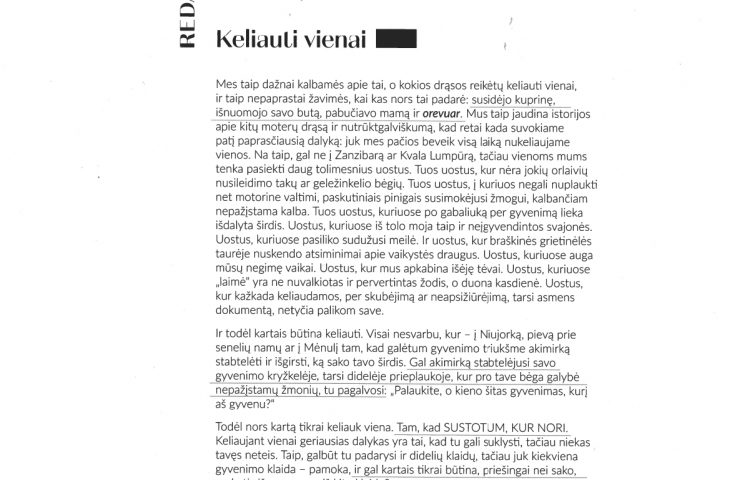 REDA
Keliauti vienai
Mes taip dažnai kalbamės apie tai, o kokios drąsos reikėtų keliauti vienai,
ir taip nepaprastai žavimės, kai kas nors tai padarė: susidėjo kuprinę,
išnuomojo savo butą, pabučiavo mamą ir orevuar. Mus taip jaudina istorijos
apie kitų moterų drąsą ir nutrūktgalviškumą, kad retai kada suvokiame
patį paprasčiausią dalyką: juk mes pačios beveik visą laiką nukeliaujame
vienos. Na taip, gal ne į Zanzibarą ar Kvala Lumpūrą, tačiau vienoms mums
tenka pasiekti daug tolimesnius uostus. Tuos uostus, kur nėra jokių orlaivių
nusileidimo takų ar geležinkelio bėgių. Tuos uostus, į kuriuos negali nuplaukti
net motorine valtimi, paskutiniais pinigais susimokėjusi žmogui, kalbančiam
nepažįstama kalba. Tuos uostus, kuriuose po gabaliuką per gyvenimą lieka
išdalyta širdis. Uostus, kuriuose iš tolo moja taip ir neįgyvendintos svajonės.
Uostus, kuriuose pasiliko sudužusi meilė. Ir uostus, kur braškinės grietinėlės
taurėje nuskendo atsiminimai apie vaikystės draugus. Uostus, kuriuose auga
mūsų negimę vaikai. Uostus, kur mus apkabina išėję tėvai. Uostus, kuriuose
„laimė" yra ne nuvalkiotas ir pervertintas žodis, o duona kasdienė. Uostus,
kur kažkada keliaudamos, per skubėjimą ar neapsižiūrėjimą, tarsi asmens
dokumentą, netyčia palikom save.
Ir todėl kartais būtina keliauti. Visai nesvarbu, kur – į Niujorką, pievą prie
senelių namų ar į Mėnulį tam, kad galėtum gyvenimo triukšme akimirką
stabtelėti ir išgirsti, ką sako tavo širdis. Gal akimirką stabtelėjusi savo
gyvenimo kryžkelėje, tarsi didelėje prieplaukoje, kur pro tave bėga galybė
nepažįstamų žmonių, tu pagalvosi: „Palaukite, o kieno šitas gyvenimas, kurį
aš gyvenu?"
Todėl nors kartą tikrai keliauk viena. Tam, kad SUSTOTUM, KUR NORI.
Keliaujant vienai geriausias dalykas yra tai, kad tu gali suklysti, tačiau niekas
tavęs neteis. Taip, galbūt tu padarysi ir didelių klaidų, tačiau juk kiekviena
gyvenimo klaida – pamoka, ir gal kartais tikrai būtina, priešingai nei sako,